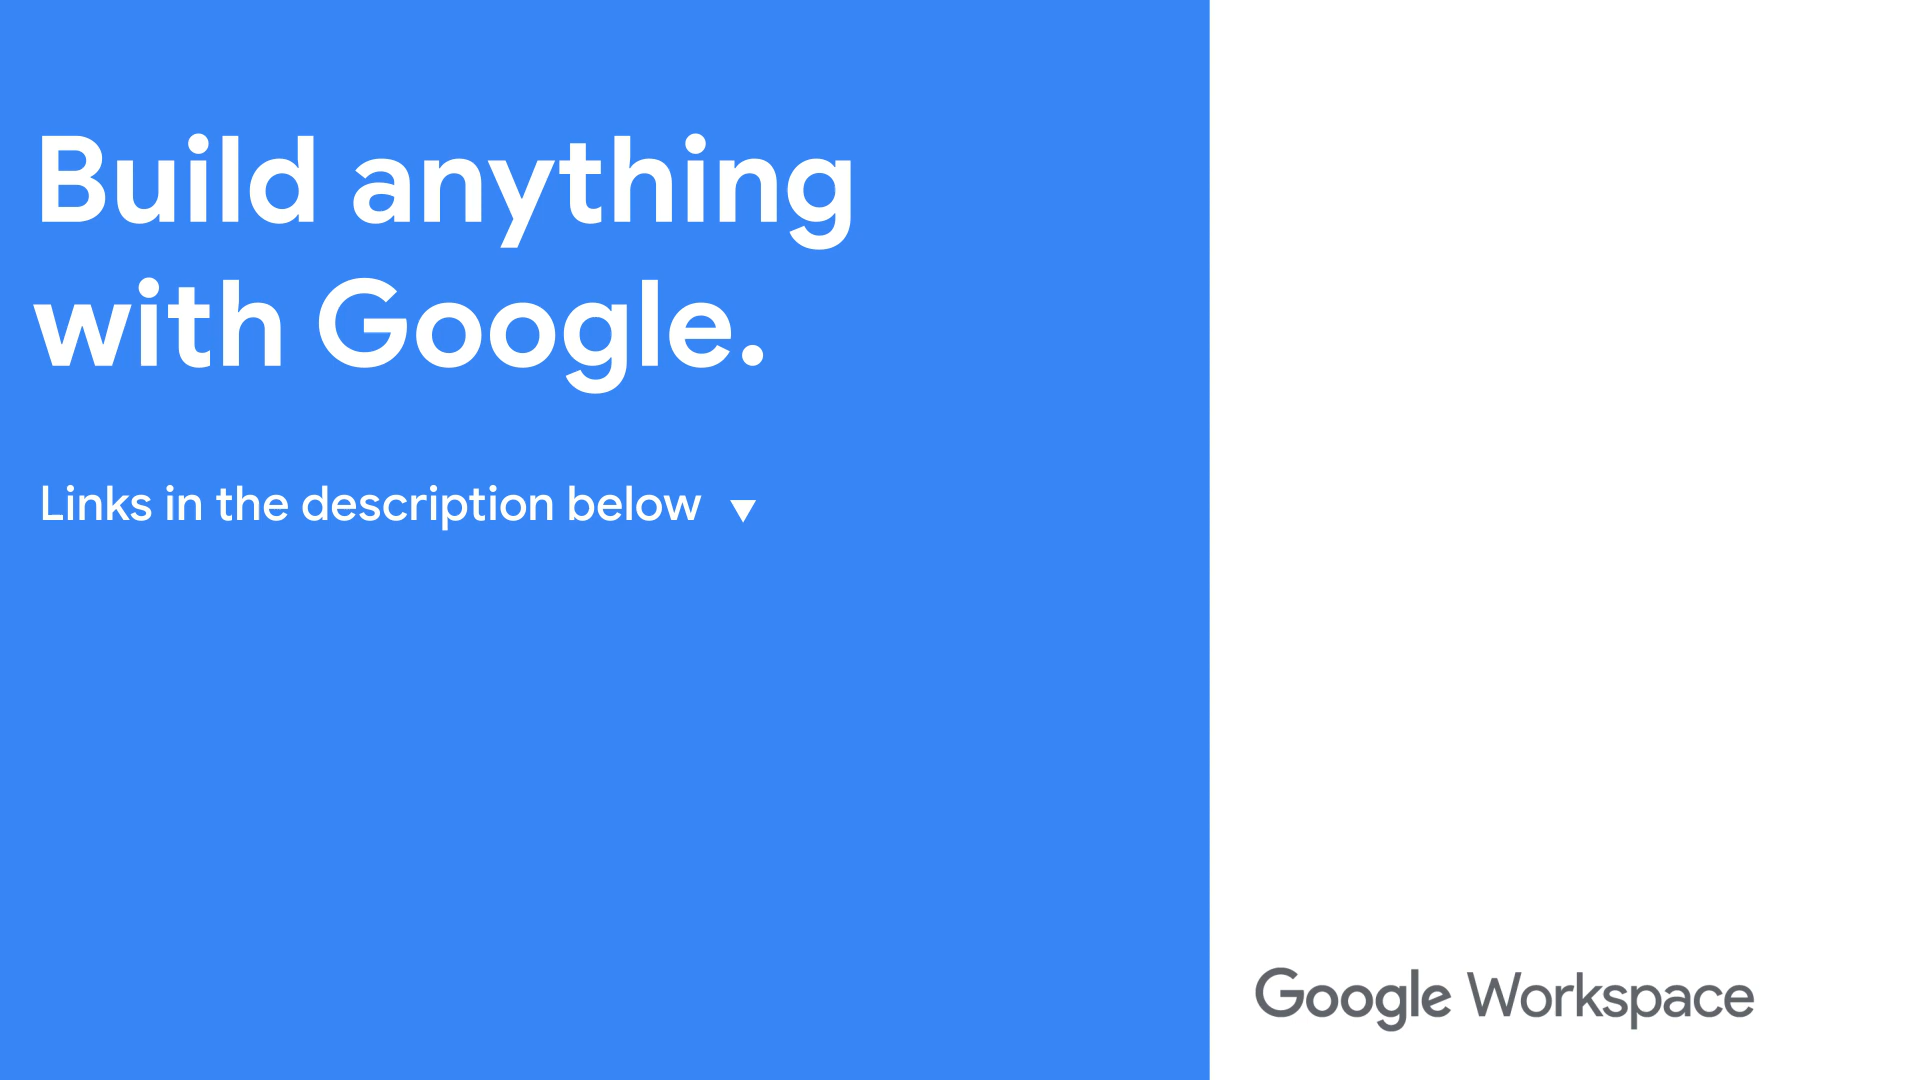 Build anything
with Google.
Links in the description below ▼
Google Workspace